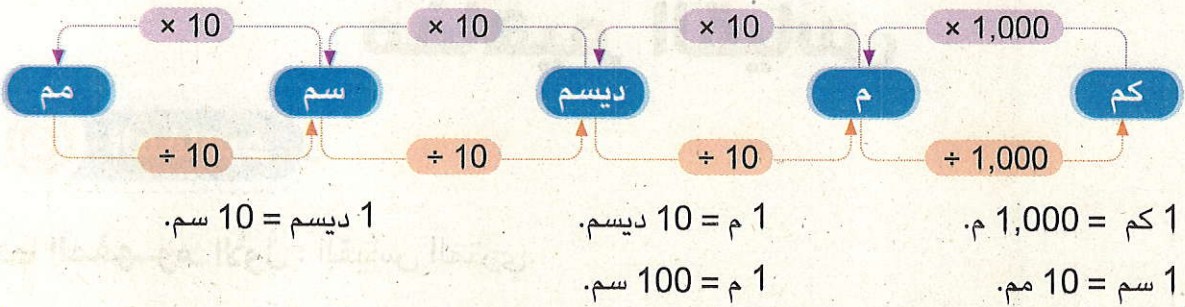 × 1,000 × 10 × 10 × 10
كم م ديسم سم مم
÷ 1,000 ÷ 10 ÷ 10 ÷ 10
1 كم = 1,000 م. 1 م = 10 ديسم. 1 ديسم = 10 سم.
1 سم = 10 مم. 1 م = 100 سم.